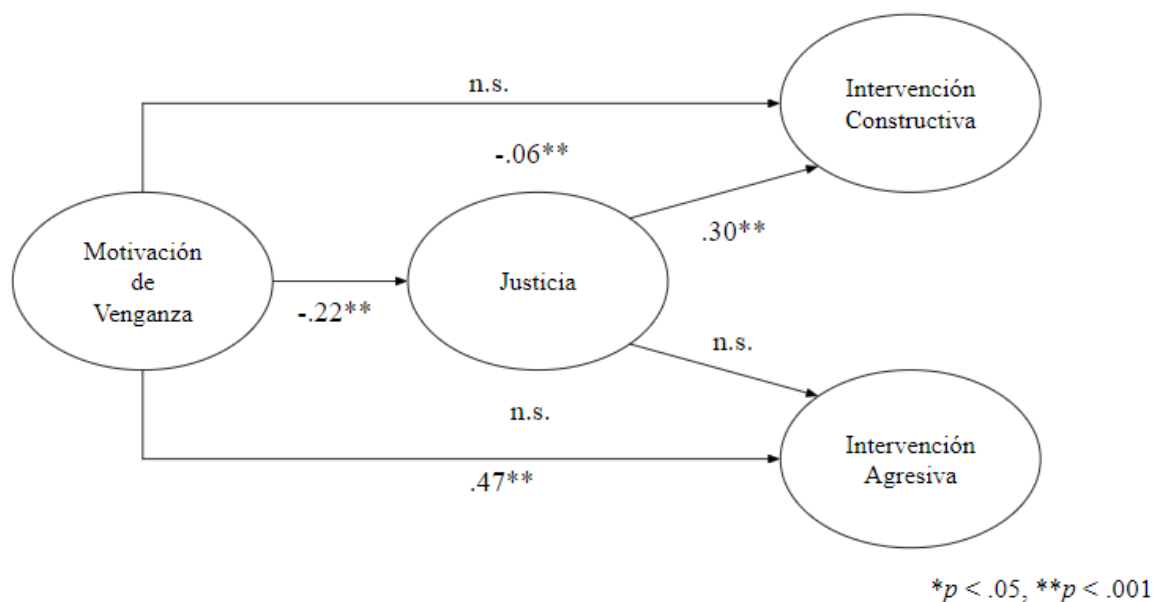 n.s.
Intervención
Constructiva
-.06**
.30**
Motivación
de
Venganza
-.22**
Justicia
n.s.
n.s.
.47**
Intervención
Agresiva
*p < .05, **p < .001